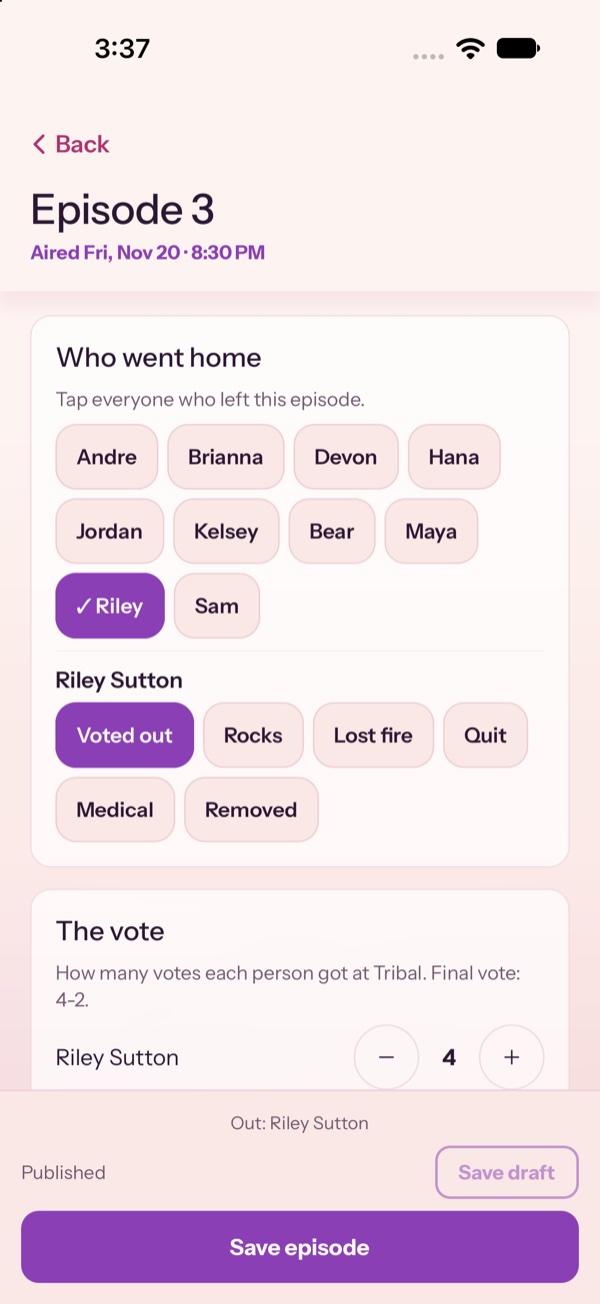 3:37
Back
Episode 3
Aired Fri, Nov 20 · 8:30 PM
Who went home
Tap everyone who left this episode.
Andre Brianna Devon Hana
Jordan Kelsey Bear Maya
✓ Riley Sam
Riley Sutton
Voted out Rocks Lost fire Quit
Medical Removed
The vote
How many votes each person got at Tribal. Final vote:
4-2.
Riley Sutton − 4 +
Out: Riley Sutton
Published Save draft
Save episode